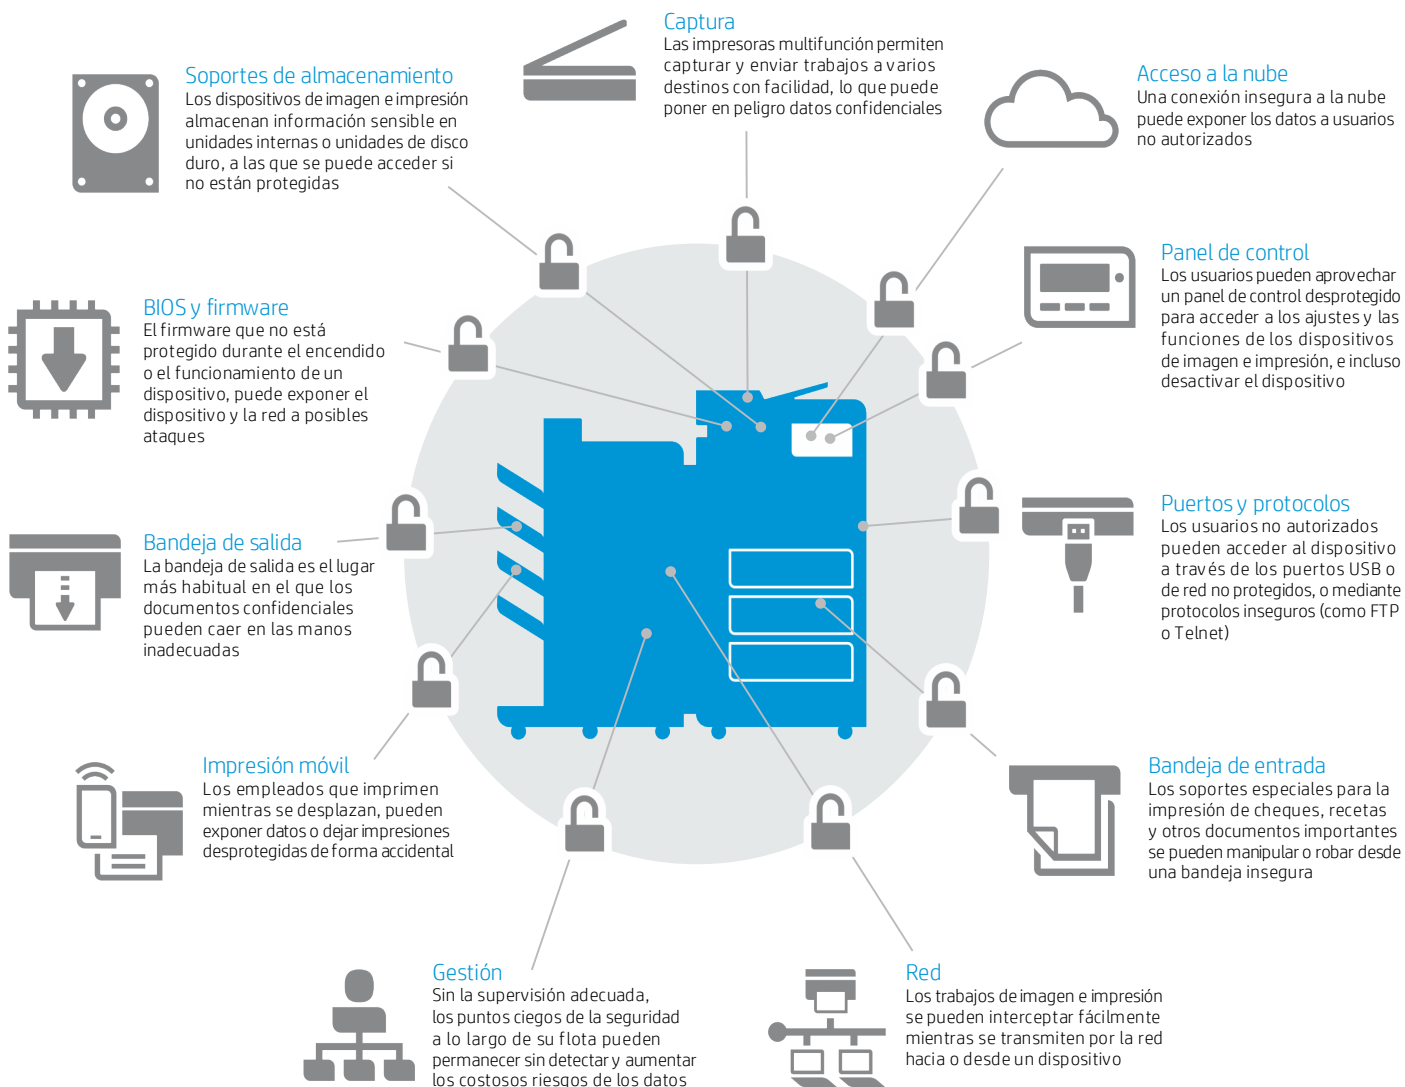 Captura
Las impresoras multifunción permiten
capturar y enviar trabajos a varios
destinos con facilidad, lo que puede
poner en peligro datos confidenciales
Soportes de almacenamiento
Los dispositivos de imagen e impresión
almacenan información sensible en
unidades internas o unidades de disco
duro, a las que se puede acceder si
no están protegidas
Acceso a la nube
Una conexión insegura a la nube
puede exponer los datos a usuarios
no autorizados
Panel de control
Los usuarios pueden aprovechar
un panel de control desprotegido
para acceder a los ajustes y las
funciones de los dispositivos
de imagen e impresión, e incluso
desactivar el dispositivo
BIOS y firmware
El firmware que no está
protegido durante el encendido
o el funcionamiento de un
dispositivo, puede exponer el
dispositivo y la red a posibles
ataques
Puertos y protocolos
Los usuarios no autorizados
pueden acceder al dispositivo
a través de los puertos USB o
de red no protegidos, o mediante
protocolos inseguros (como FTP
o Telnet)
Bandeja de salida
La bandeja de salida es el lugar
más habitual en el que los
documentos confidenciales
pueden caer en las manos
inadecuadas
Impresión móvil
Los empleados que imprimen
mientras se desplazan, pueden
exponer datos o dejar impresiones
desprotegidas de forma accidental
Bandeja de entrada
Los soportes especiales para la
impresión de cheques, recetas
y otros documentos importantes
se pueden manipular o robar desde
una bandeja insegura
Gestión
Sin la supervisión adecuada,
los puntos ciegos de la seguridad
a lo largo de su flota pueden
permanecer sin detectar y aumentar
los costosos riesgos de los datos
Red
Los trabajos de imagen e impresión
se pueden interceptar fácilmente
mientras se transmiten por la red
hacia o desde un dispositivo